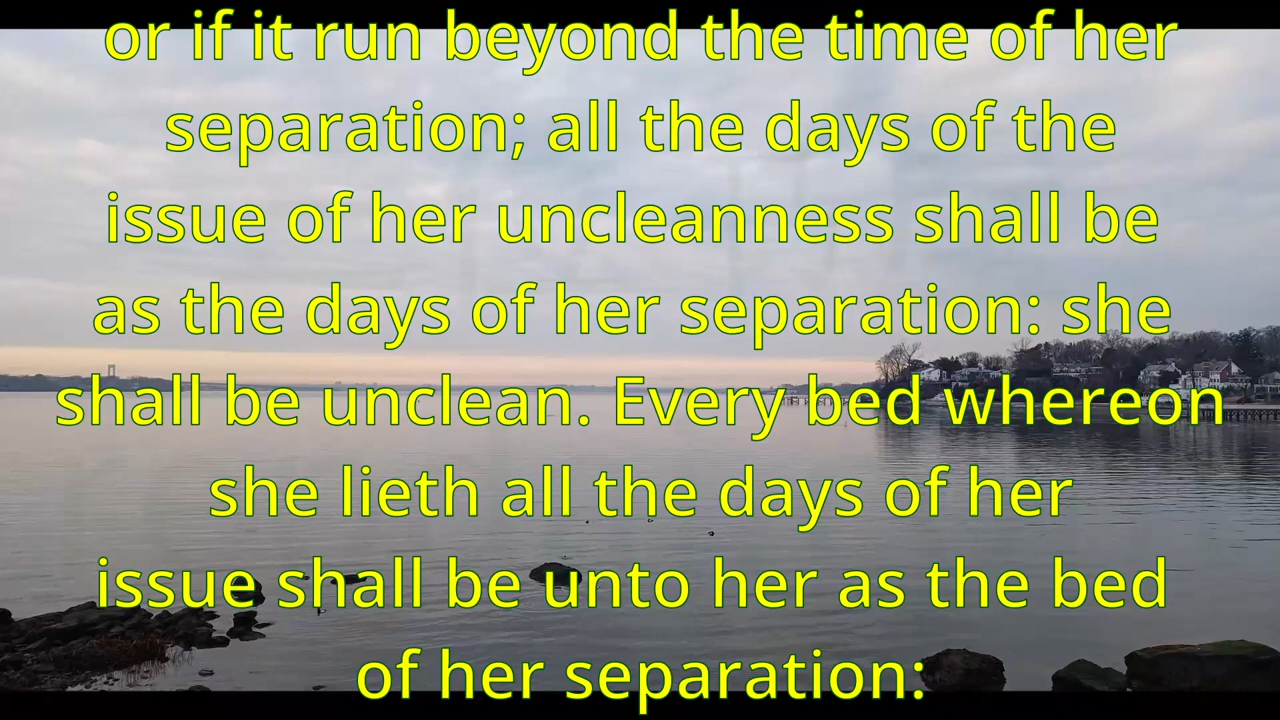 or if it run beyond the time of her
separation; all the days of the
issue of her uncleanness shall be
as the days of her separation: she
shall be unclean. Every bed whereon
she lieth all the days of her
issue shall be unto her as the bed
of her separation: